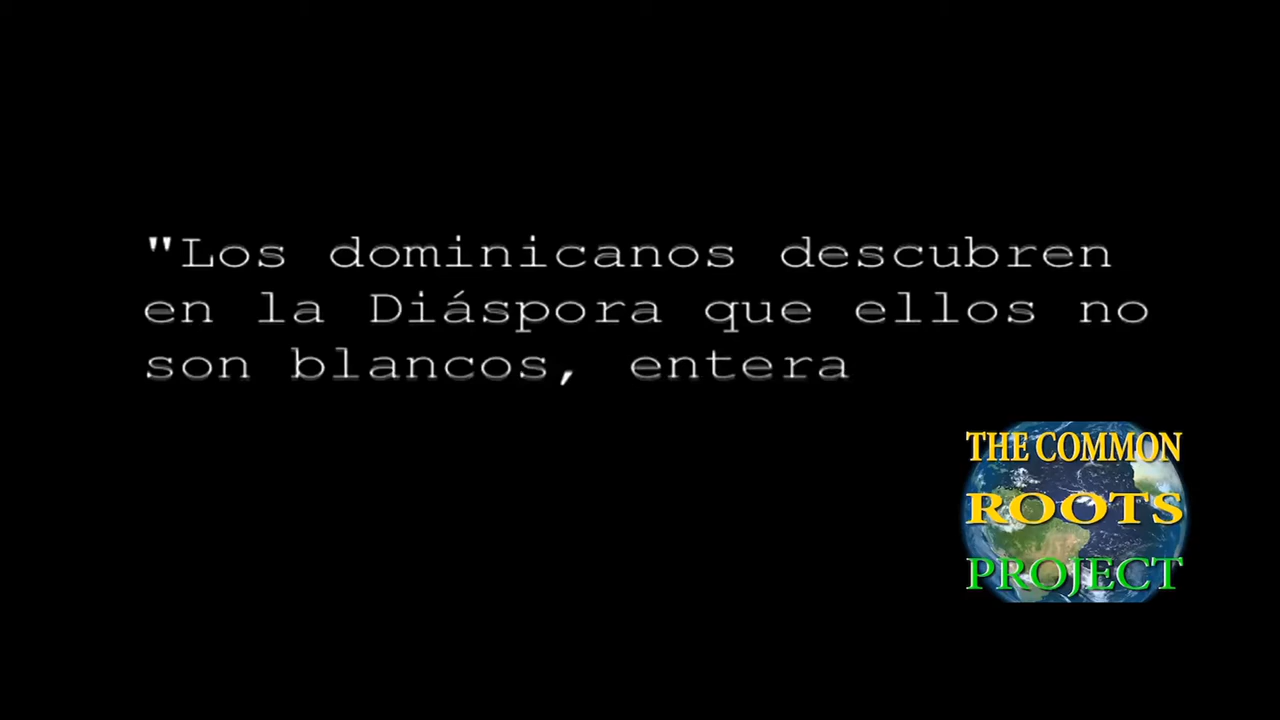 "Los dominicanos descubren
en la Diáspora que ellos no
son blancos, entera
THE COMMON
ROOTS
PROJECT